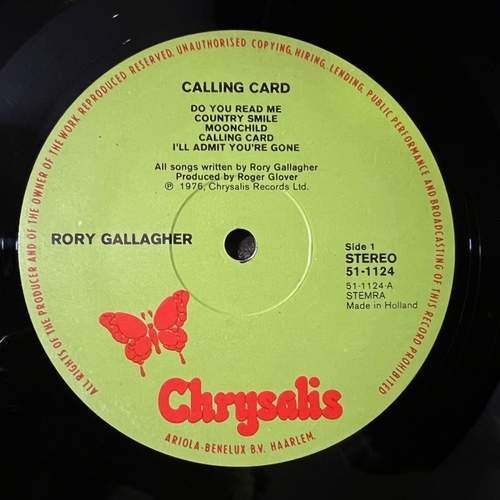 ALL RIGHTS OF THE PRODUCER AND OF THE OWNER OF THE WORK REPRODUCED RESERVED. UNAUTHORISED COPYING, HIRING, LENDING, PUBLIC PERFORMANCE AND BROADCASTING OF THIS RECORD PROHIBITED
CALLING CARD
DO YOU READ ME
COUNTRY SMILE
MOONCHILD
CALLING CARD
I'LL ADMIT YOU'RE GONE
All songs written by Rory Gallagher
Produced by Roger Glover
℗ 1976, Chrysalis Records Ltd.
RORY GALLAGHER
Side 1
STEREO
51-1124
51-1124-A
STEMRA
Made in Holland
Chrysalis
ARIOLA-BENELUX B.V. HAARLEM.